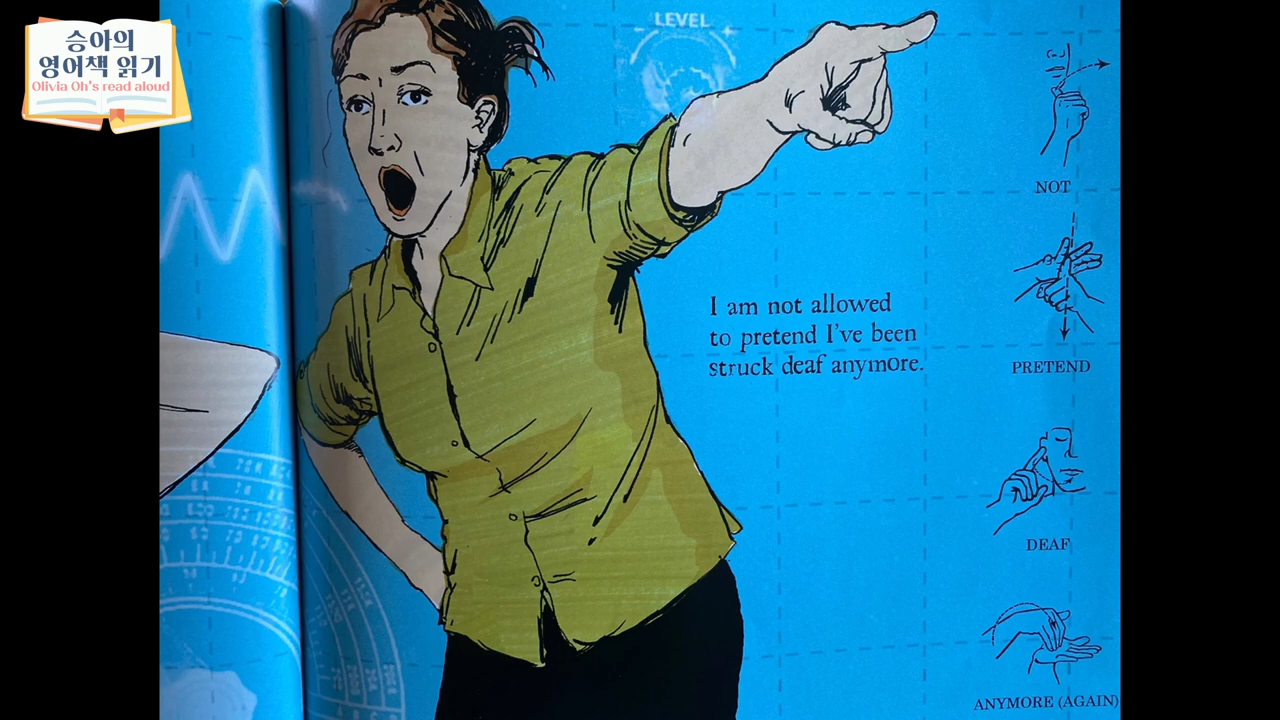 승아의
영어책 읽기
Olivia Oh's read aloud
LEVEL
I am not allowed
to pretend I've been
struck deaf anymore.
NOT
PRETEND
DEAF
ANYMORE (AGAIN)